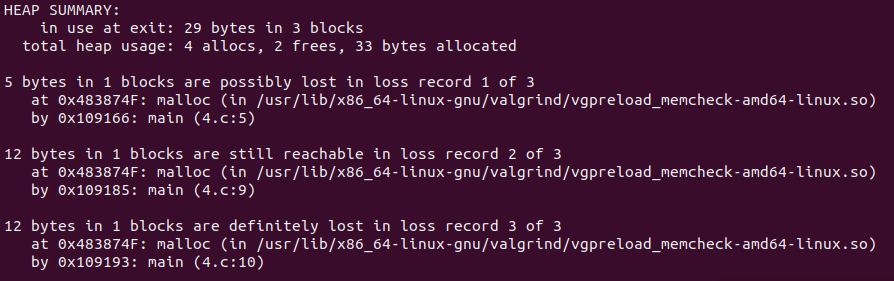 HEAP SUMMARY:
in use at exit: 29 bytes in 3 blocks
total heap usage: 4 allocs, 2 frees, 33 bytes allocated
5 bytes in 1 blocks are possibly lost in loss record 1 of 3
at 0x483874F: malloc (in /usr/lib/x86_64-linux-gnu/valgrind/vgpreload_memcheck-amd64-linux.so)
by 0x109166: main (4.c:5)
12 bytes in 1 blocks are still reachable in loss record 2 of 3
at 0x483874F: malloc (in /usr/lib/x86_64-linux-gnu/valgrind/vgpreload_memcheck-amd64-linux.so)
by 0x109185: main (4.c:9)
12 bytes in 1 blocks are definitely lost in loss record 3 of 3
at 0x483874F: malloc (in /usr/lib/x86_64-linux-gnu/valgrind/vgpreload_memcheck-amd64-linux.so)
by 0x109193: main (4.c:10)